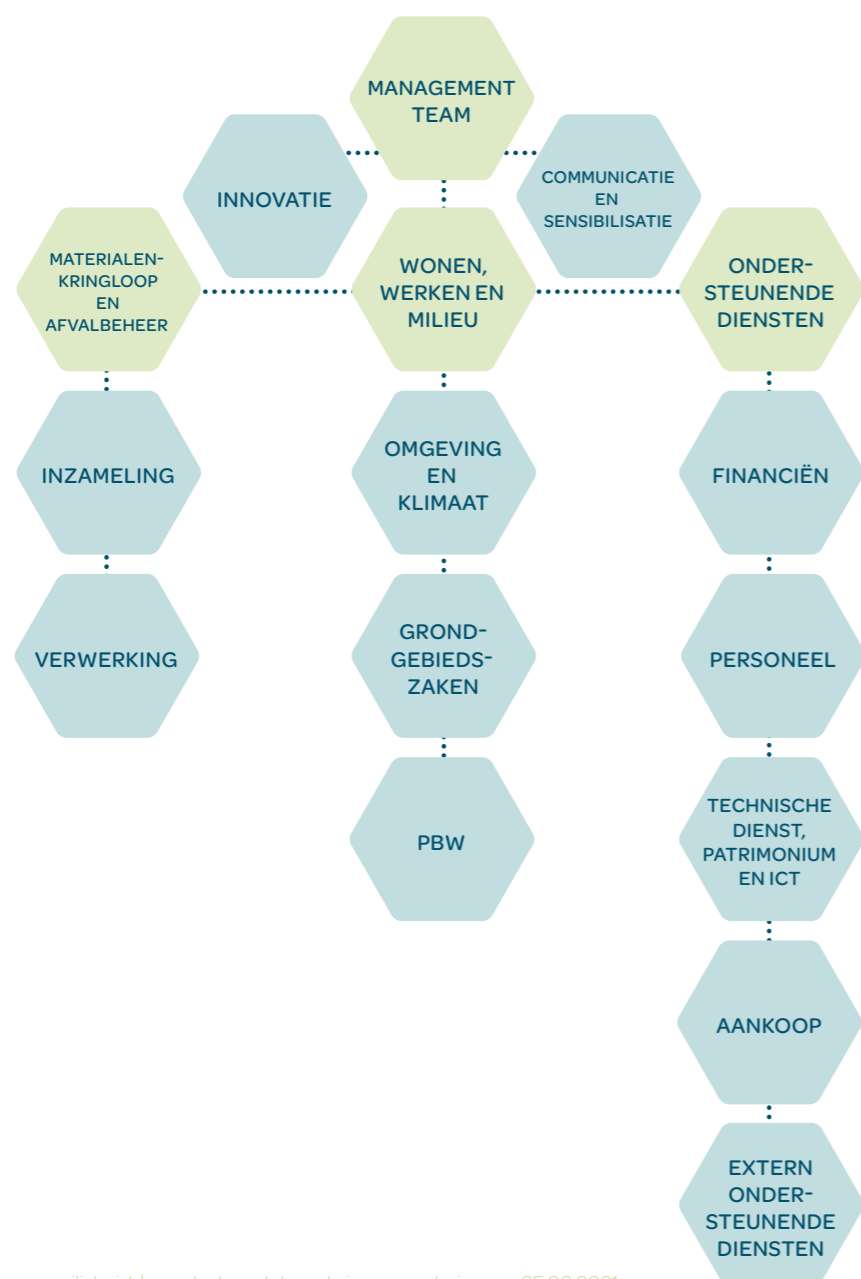 MANAGEMENT
TEAM
INNOVATIE
COMMUNICATIE
EN
SENSIBILISATIE
MATERIALEN-
KRINGLOOP
EN
AFVALBEHEER
WONEN,
WERKEN EN
MILIEU
ONDER-
STEUNENDE
DIENSTEN
INZAMELING
OMGEVING
EN
KLIMAAT
FINANCIËN
VERWERKING
GROND-
GEBIEDS-
ZAKEN
PERSONEEL
PBW
TECHNISCHE
DIENST,
PATRIMONIUM
EN ICT
AANKOOP
EXTERN
ONDER-
STEUNENDE
DIENSTEN